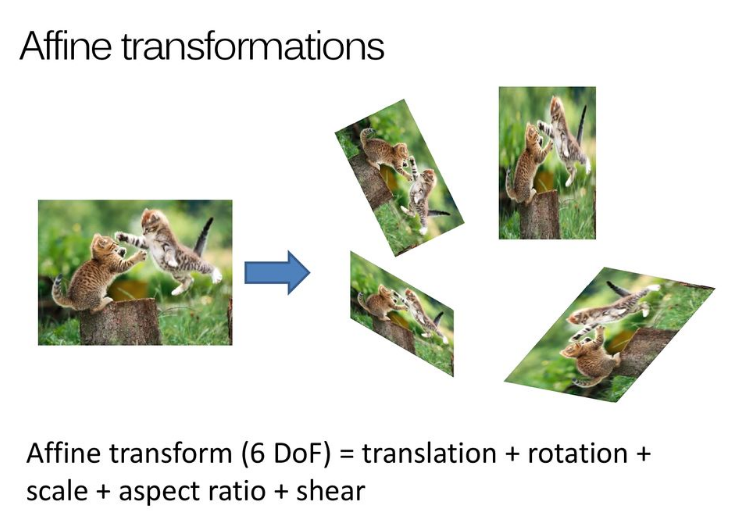 Affine transformations
Affine transform (6 DoF) = translation + rotation +
scale + aspect ratio + shear